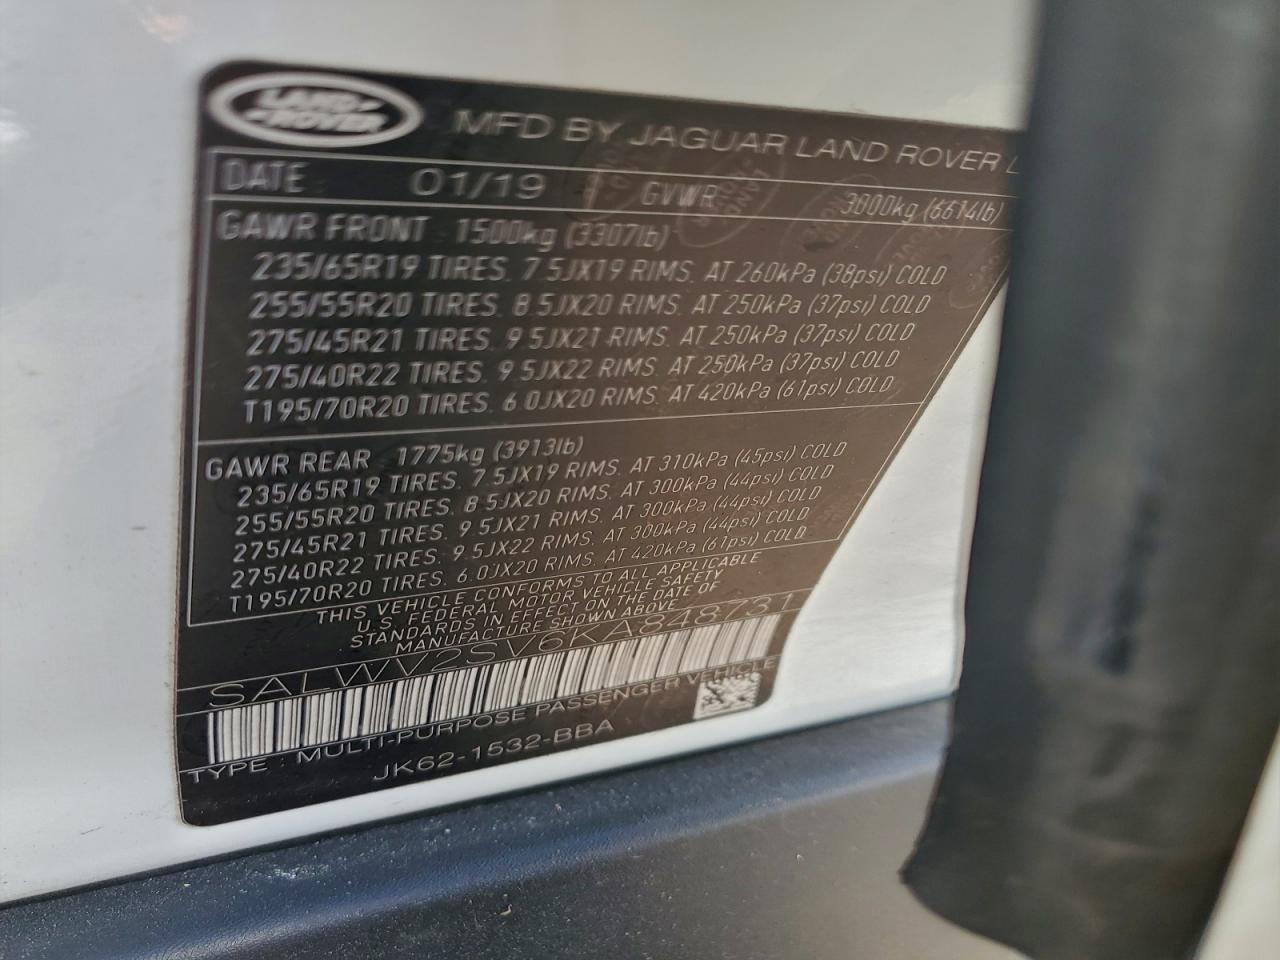 LAND ROVER
MFD BY JAGUAR LAND ROVER L
DATE 01/19 GVWR 3000kg (6614lb)
GAWR FRONT 1500kg (3307lb)
235/65R19 TIRES. 7.5JX19 RIMS. AT 260kPa (38psi) COLD
255/55R20 TIRES. 8.5JX20 RIMS. AT 250kPa (37psi) COLD
275/45R21 TIRES. 9.5JX21 RIMS. AT 250kPa (37psi) COLD
275/40R22 TIRES. 9.5JX22 RIMS. AT 250kPa (37psi) COLD
T195/70R20 TIRES. 6.0JX20 RIMS. AT 420kPa (61psi) COLD
GAWR REAR 1775kg (3913lb)
235/65R19 TIRES. 7.5JX19 RIMS. AT 310kPa (45psi) COLD
255/55R20 TIRES. 8.5JX20 RIMS. AT 300kPa (44psi) COLD
275/45R21 TIRES. 9.5JX21 RIMS. AT 300kPa (44psi) COLD
275/40R22 TIRES. 9.5JX22 RIMS. AT 300kPa (44psi) COLD
T195/70R20 TIRES. 6.0JX20 RIMS. AT 420kPa (61psi) COLD
THIS VEHICLE CONFORMS TO ALL APPLICABLE
U.S. FEDERAL MOTOR VEHICLE SAFETY
STANDARDS IN EFFECT ON THE DATE OF
MANUFACTURE SHOWN ABOVE
SALWV2SV6KA848731
TYPE : MULTI-PURPOSE PASSENGER VEHICLE
JK62-1532-BBA